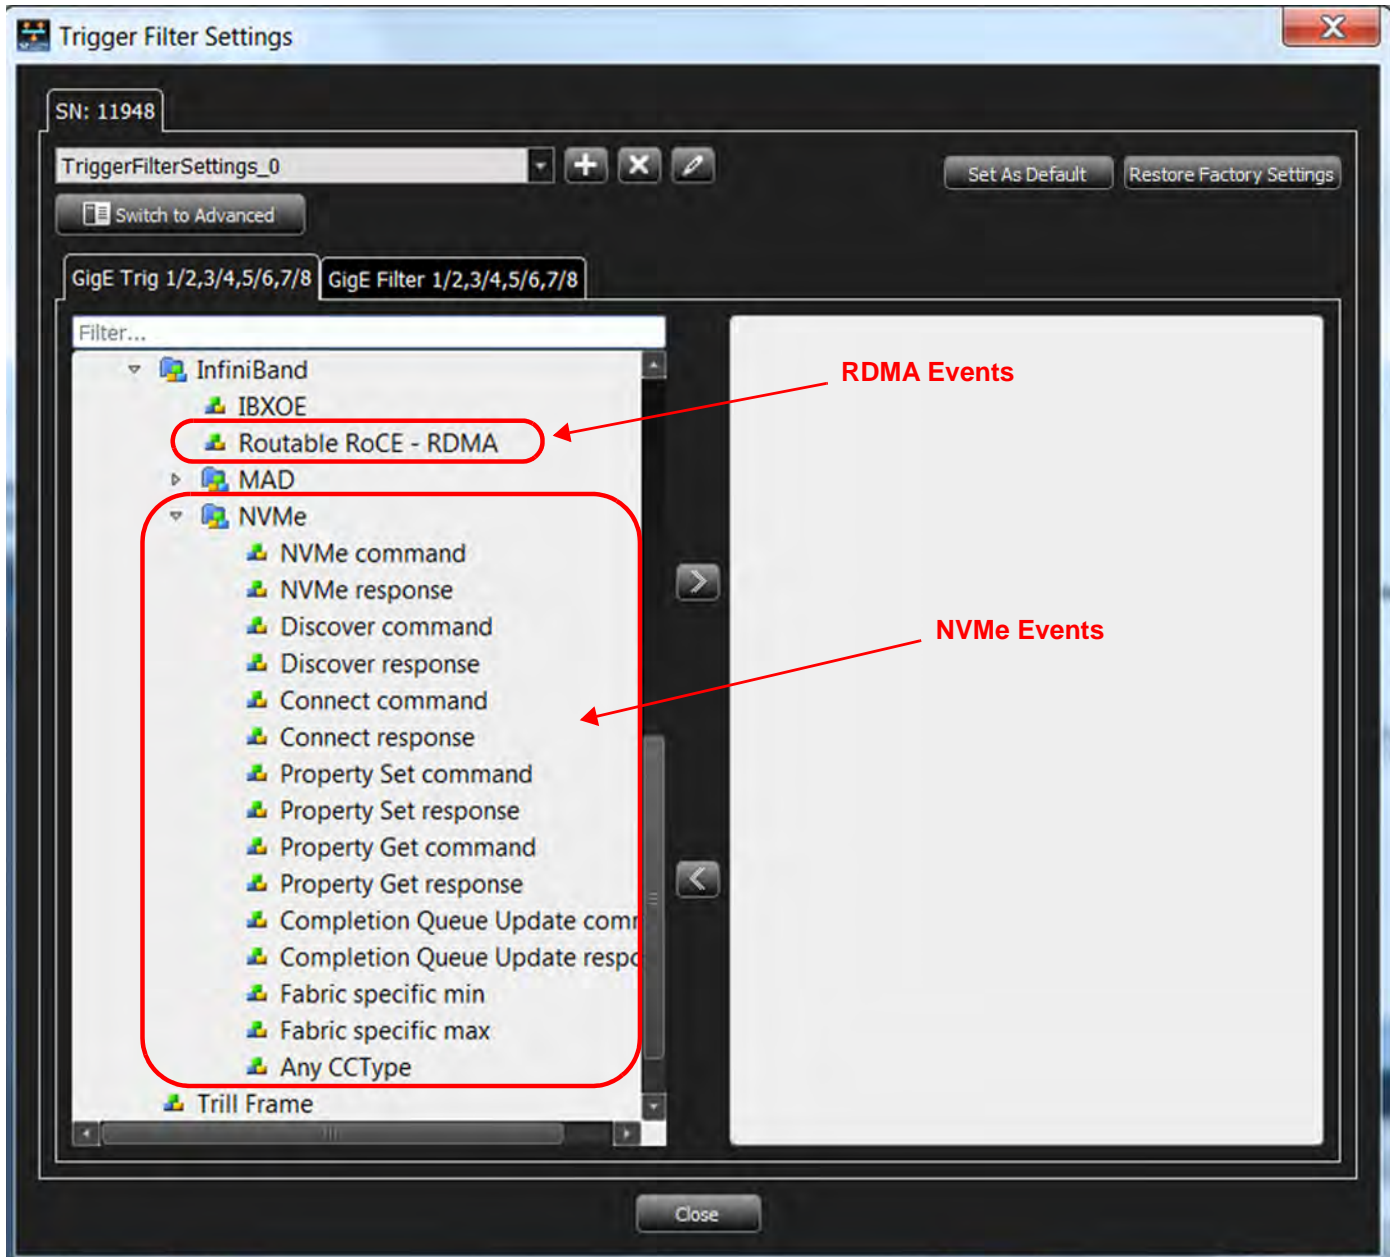 Trigger Filter Settings
X
SN: 11948
TriggerFilterSettings_0
Set As Default
Restore Factory Settings
Switch to Advanced
GigE Trig 1/2,3/4,5/6,7/8
GigE Filter 1/2,3/4,5/6,7/8
Filter...
InfiniBand
IBXOE
Routable RoCE - RDMA
MAD
NVMe
NVMe command
NVMe response
Discover command
Discover response
Connect command
Connect response
Property Set command
Property Set response
Property Get command
Property Get response
Completion Queue Update comr
Completion Queue Update respc
Fabric specific min
Fabric specific max
Any CCType
Trill Frame
RDMA Events
NVMe Events
Close